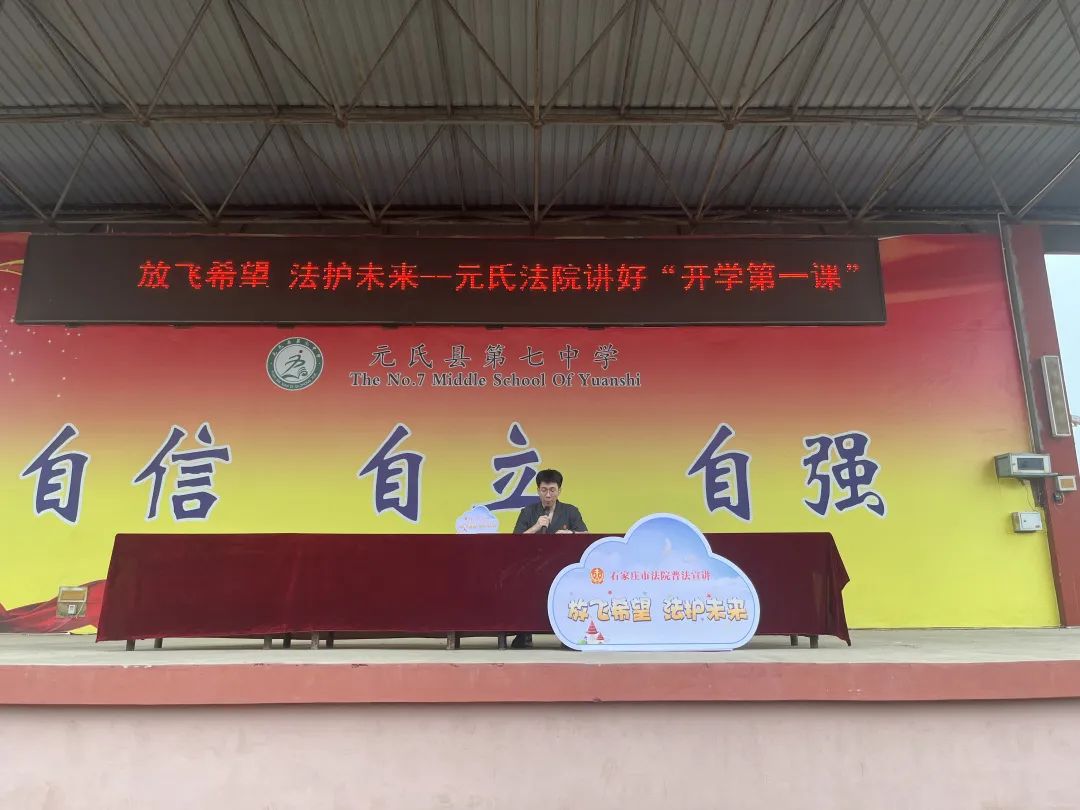 放飞希望 法护未来--元氏法院讲好“开学第一课”
元氏县第七中学
The No.7 Middle School Of Yuanshi
自信 自立 自强
石家庄市法院普法宣讲
放飞希望 法护未来